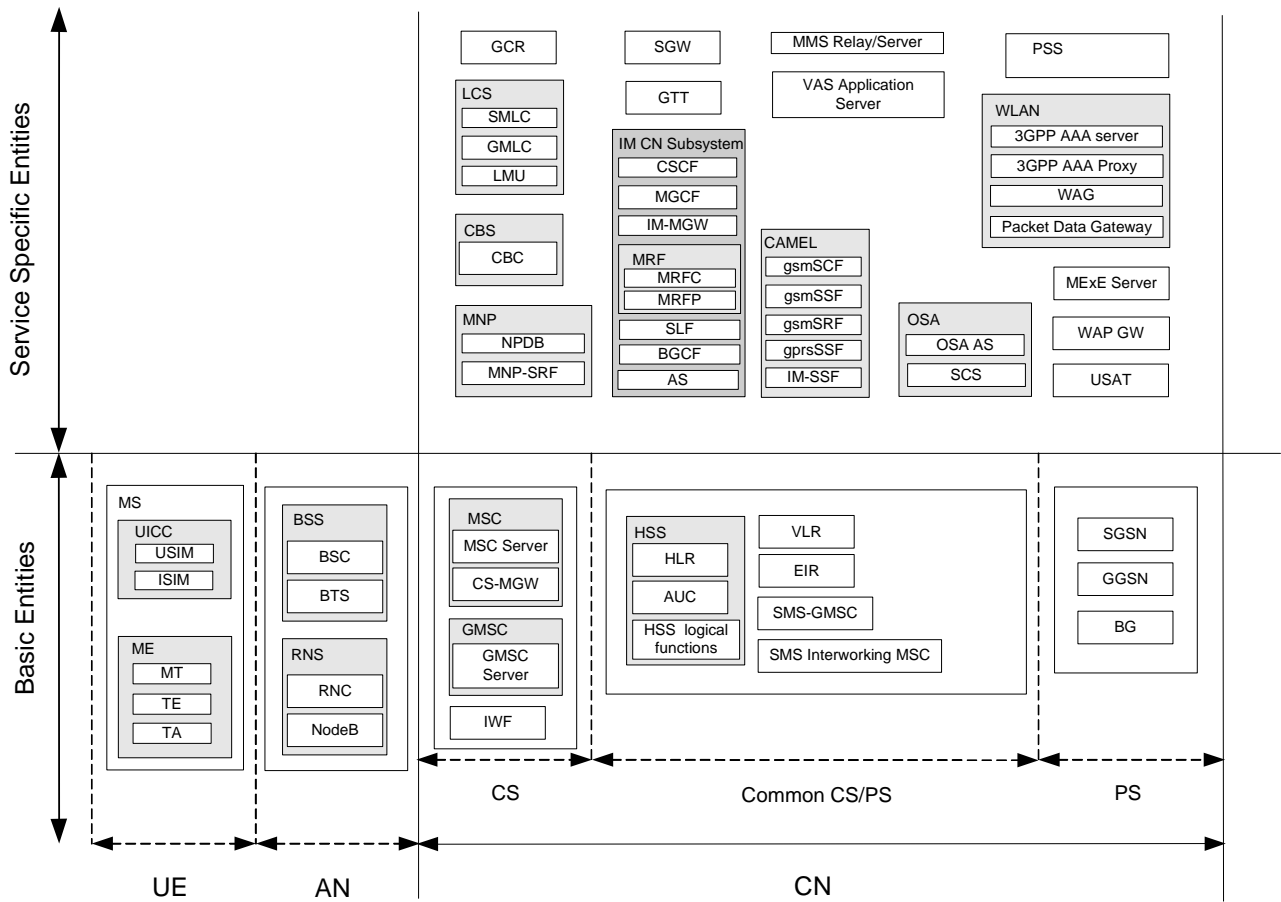 Service Specific Entities
GCR
SGW
MMS Relay/Server
PSS
LCS
SMLC
GMLC
LMU
GTT
VAS Application
Server
WLAN
3GPP AAA server
3GPP AAA Proxy
WAG
Packet Data Gateway
IM CN Subsystem
CSCF
MGCF
IM-MGW
MRF
MRFC
MRFP
SLF
BGCF
AS
CBS
CBC
CAMEL
gsmSCF
gsmSSF
gsmSRF
gprsSSF
IM-SSF
MExE Server
MNP
NPDB
MNP-SRF
OSA
OSA AS
SCS
WAP GW
USAT
Basic Entities
MS
UICC
USIM
ISIM
ME
MT
TE
TA
BSS
BSC
BTS
RNS
RNC
NodeB
MSC
MSC Server
CS-MGW
GMSC
GMSC
Server
IWF
HSS
HLR
AUC
HSS logical
functions
VLR
EIR
SMS-GMSC
SMS Interworking MSC
SGSN
GGSN
BG
CS
Common CS/PS
PS
UE
AN
CN